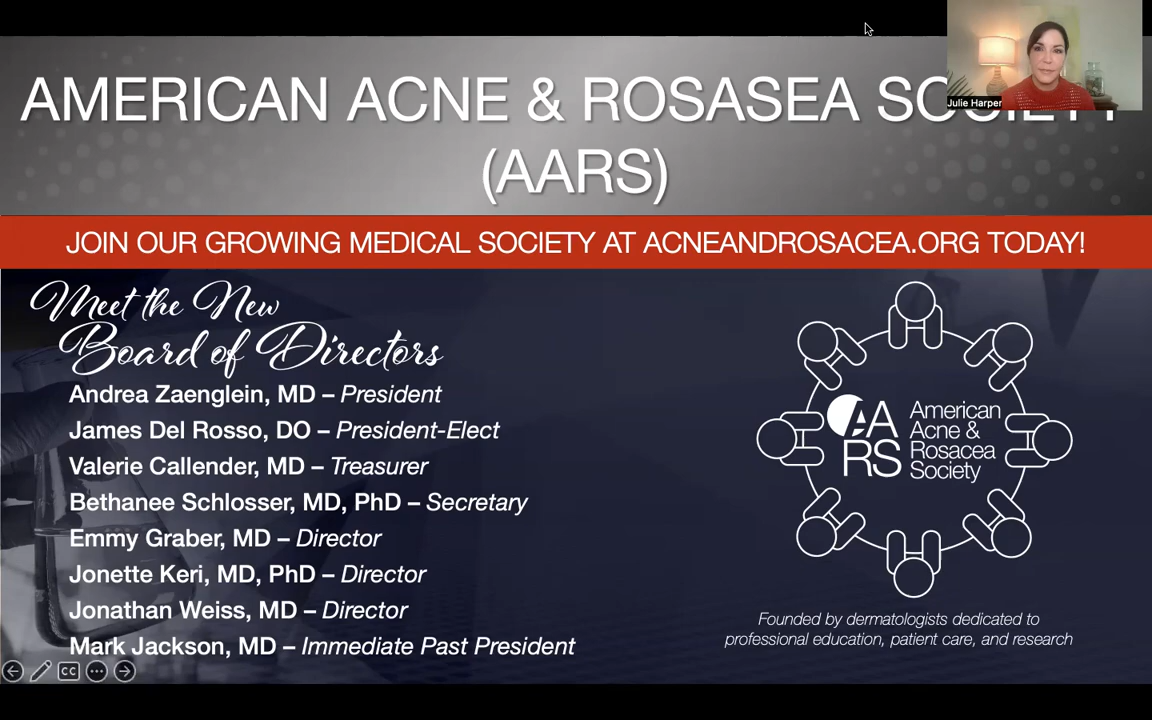 AMERICAN ACNE & ROSASEA SOCIETY
(AARS)
Julie Harper
JOIN OUR GROWING MEDICAL SOCIETY AT ACNEANDROSACEA.ORG TODAY!
Meet the New
Board of Directors
Andrea Zaenglein, MD – President
James Del Rosso, DO – President-Elect
Valerie Callender, MD – Treasurer
Bethanee Schlosser, MD, PhD – Secretary
Emmy Graber, MD – Director
Jonette Keri, MD, PhD – Director
Jonathan Weiss, MD – Director
Mark Jackson, MD – Immediate Past President
AA
RS
American
Acne &
Rosacea
Society
Founded by dermatologists dedicated to
professional education, patient care, and research
CC